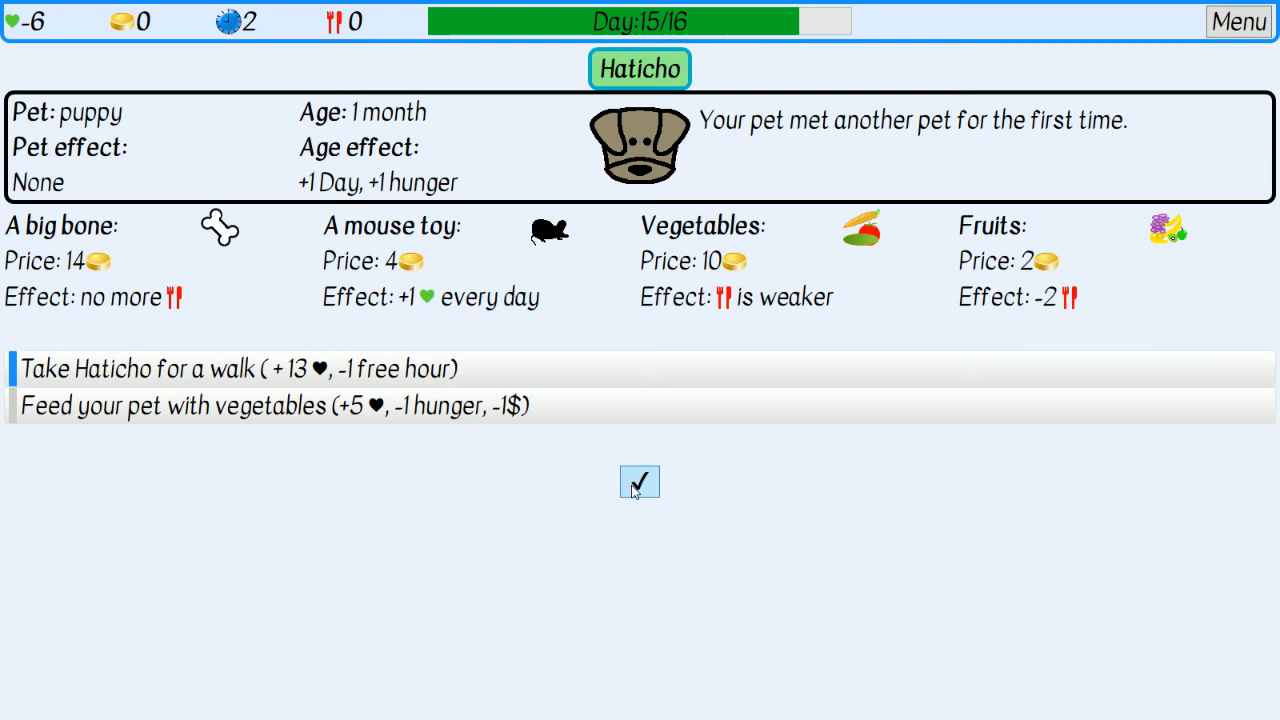 -6 0 2 0 Day:15/16 Menu
Haticho
Pet: puppy Age: 1 month Your pet met another pet for the first time.
Pet effect: Age effect:
None +1 Day, +1 hunger
A big bone: A mouse toy: Vegetables: Fruits:
Price: 14 Price: 4 Price: 10 Price: 2
Effect: no more Effect: +1 every day Effect: is weaker Effect: -2
Take Haticho for a walk ( + 13 ♥, -1 free hour)
Feed your pet with vegetables (+5 ♥, -1 hunger, -1$)
✓